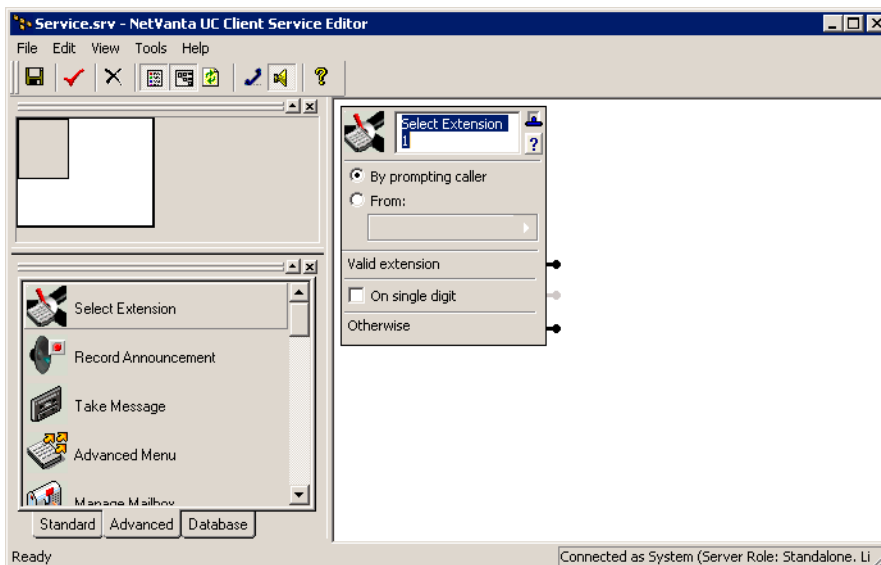 Service.srv - NetVanta UC Client Service Editor
File Edit View Tools Help
Select Extension
1
?
By prompting caller
From:
Valid extension
On single digit
Otherwise
Select Extension
Record Announcement
Take Message
Advanced Menu
Manage Mailbox
Standard Advanced Database
Ready
Connected as System (Server Role: Standalone. Li